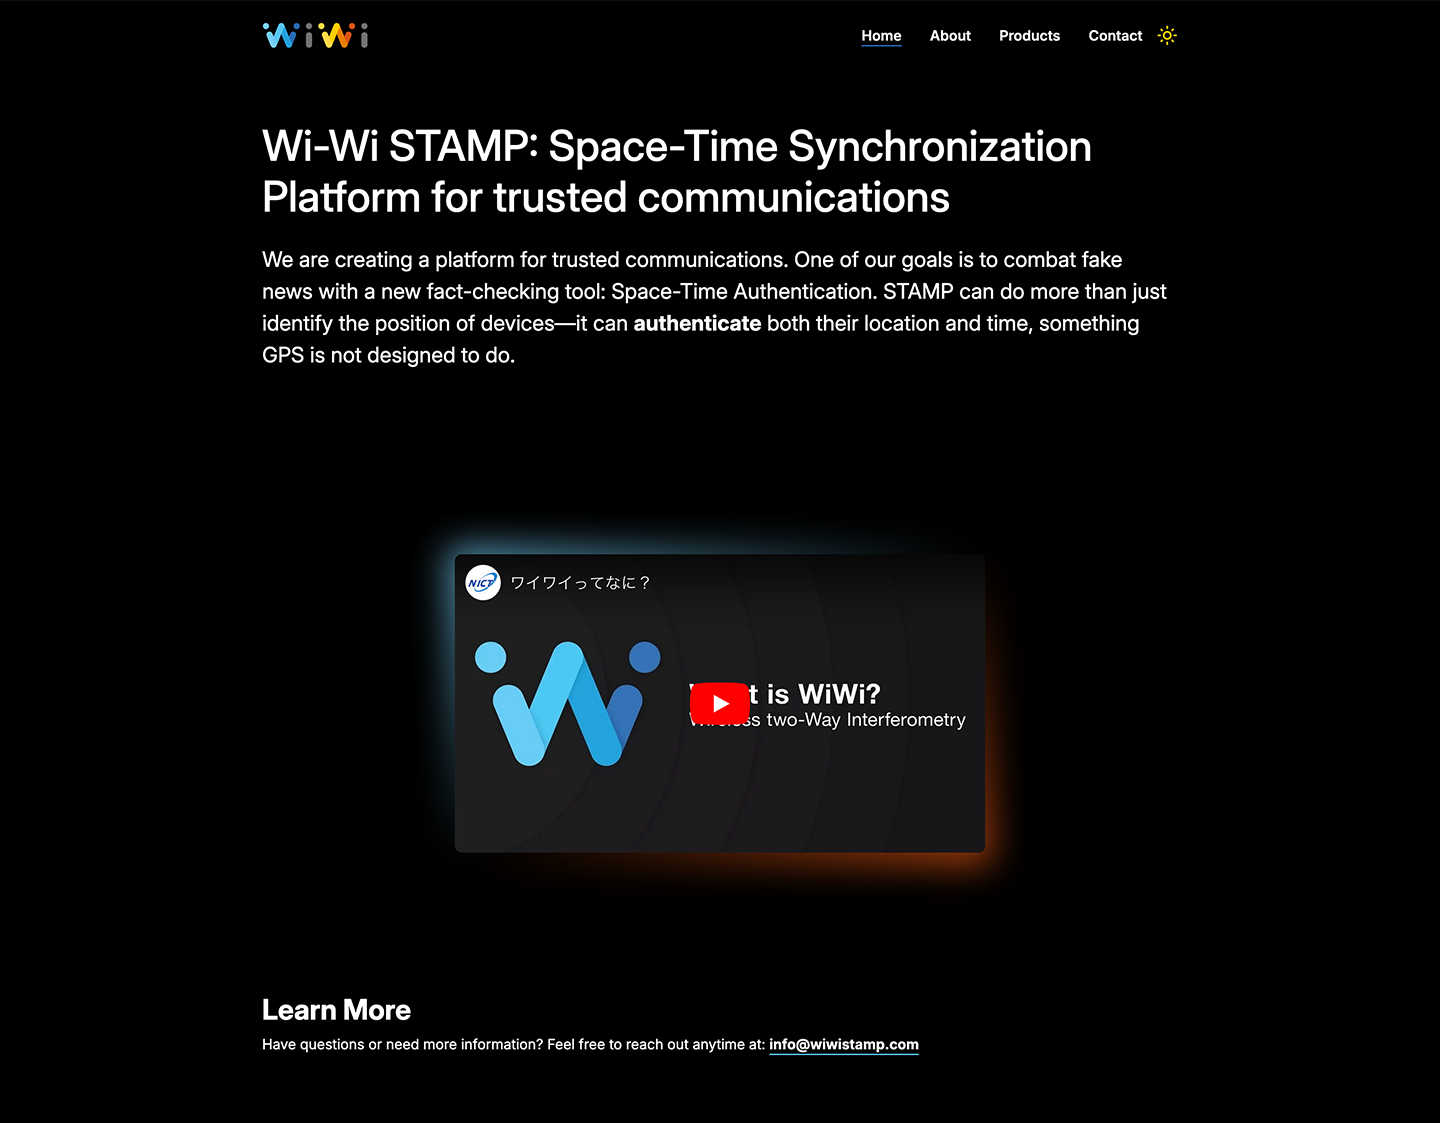 WiWi
Home About Products Contact
Wi-Wi STAMP: Space-Time Synchronization
Platform for trusted communications
We are creating a platform for trusted communications. One of our goals is to combat fake
news with a new fact-checking tool: Space-Time Authentication. STAMP can do more than just
identify the position of devices—it can authenticate both their location and time, something
GPS is not designed to do.
NICT ワイワイってなに？
is WiWi?
two-Way Interferometry
Learn More
Have questions or need more information? Feel free to reach out anytime at: info@wiwistamp.com